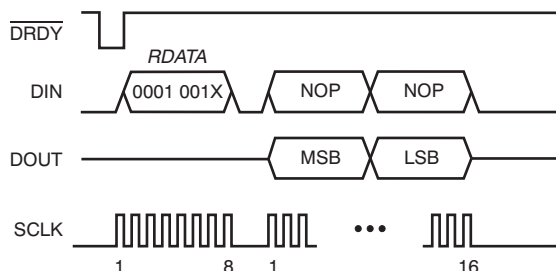 DRDY
RDATA
DIN 0001 001X NOP NOP
DOUT MSB LSB
SCLK
1 8 1 16